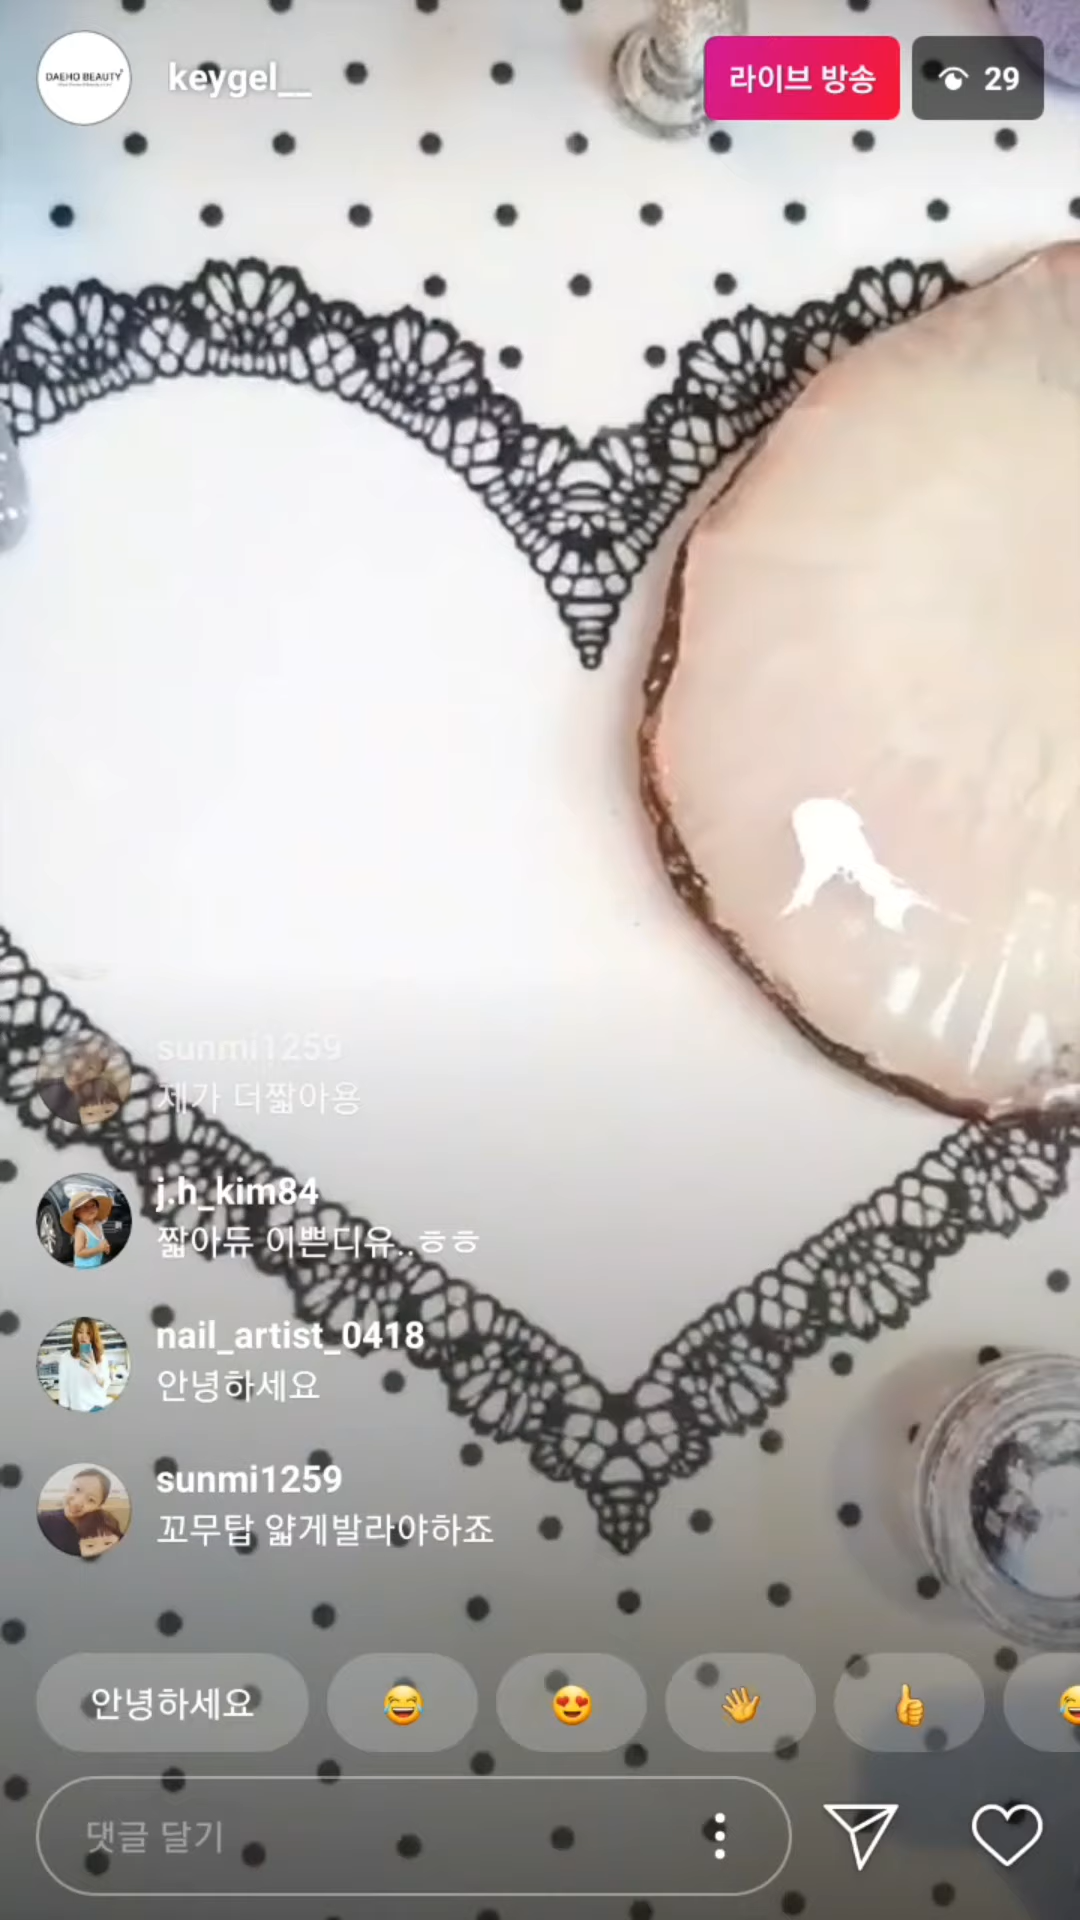 DAEHO BEAUTY
keygel__
라이브 방송
29
sunmi1259
제가 더짧아용
j.h_kim84
짧아듀 이쁜디유..ㅎㅎ
nail_artist_0418
안녕하세요
sunmi1259
꼬무탑 얇게발라야하죠
안녕하세요
댓글 달기